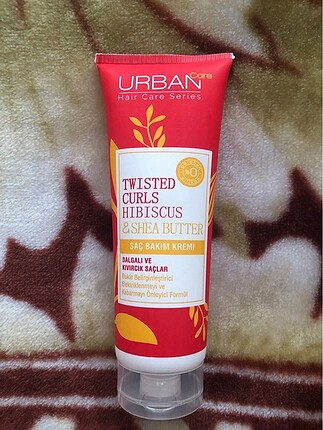 URBAN Care
Hair Care Series
%0
TWISTED
CURLS
HIBISCUS
& SHEA BUTTER
SAÇ BAKIM KREMİ
DALGALI VE
KIVIRCIK SAÇLAR
Bukle Belirginleştirici
Elektriklenmeyi ve
Kabarmayı Önleyici Formül